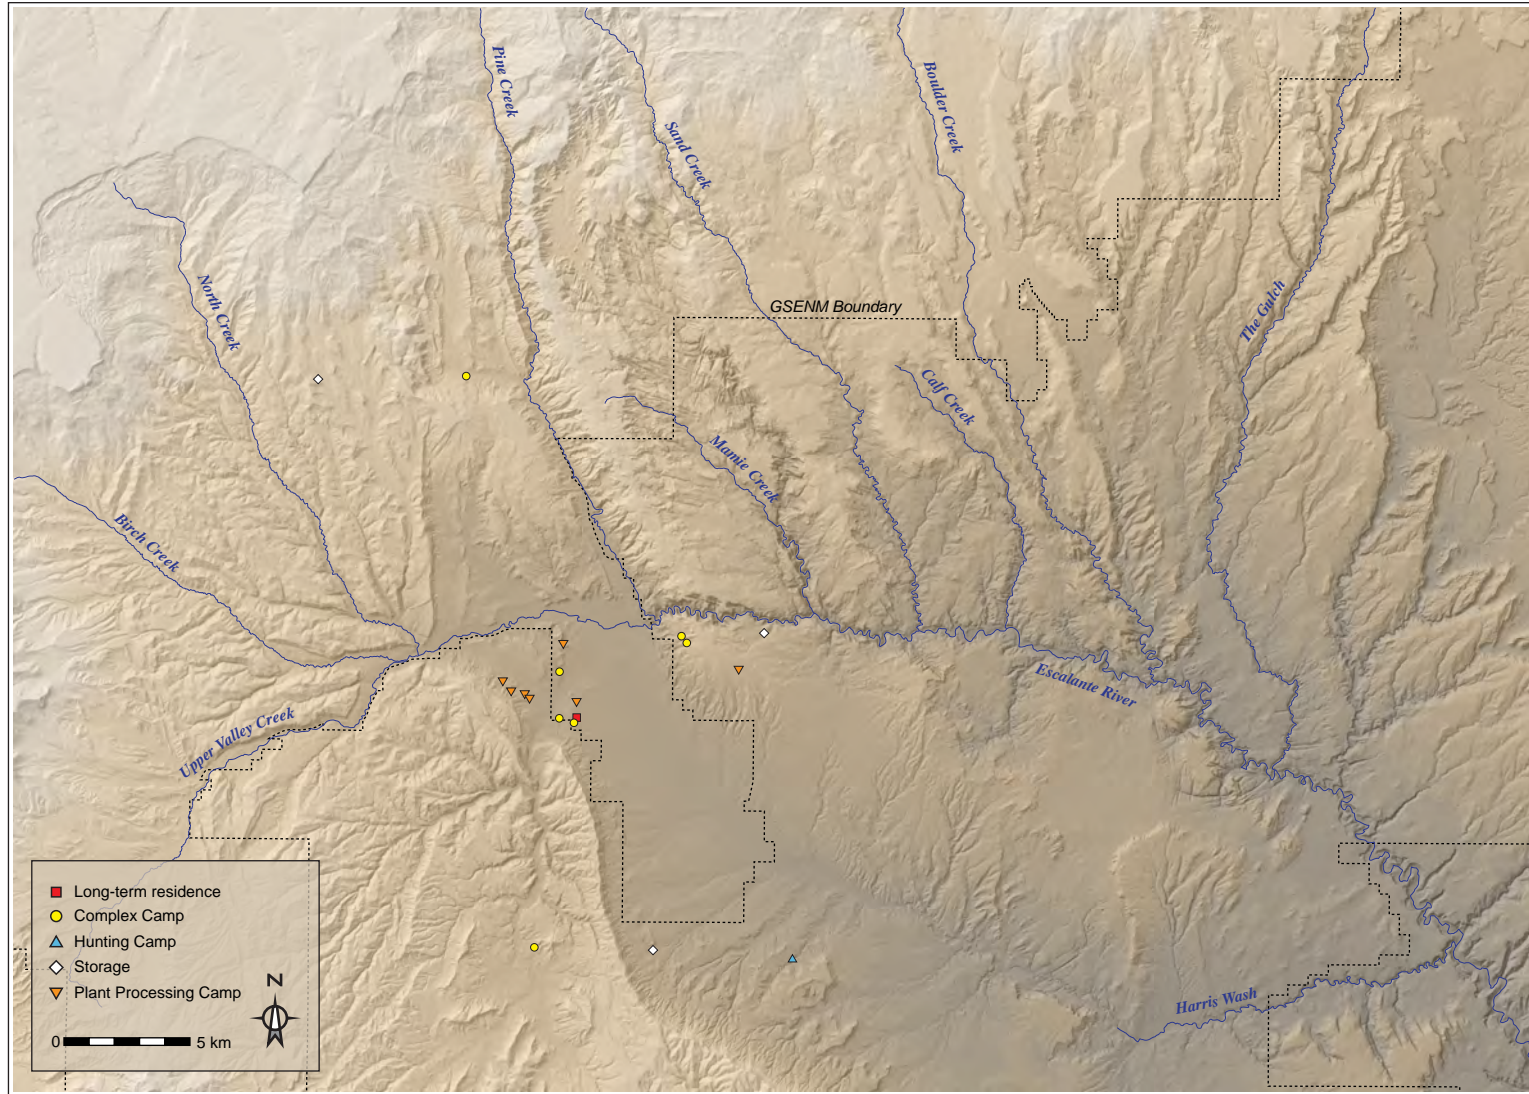 Pine Creek
Sand Creek
Boulder Creek
North Creek
GSENM Boundary
The Gulch
Calf Creek
Mamie Creek
Birch Creek
Escalante River
Upper Valley Creek
Harris Wash
Long-term residence
Complex Camp
Hunting Camp
Storage
Plant Processing Camp
N
0 5 km